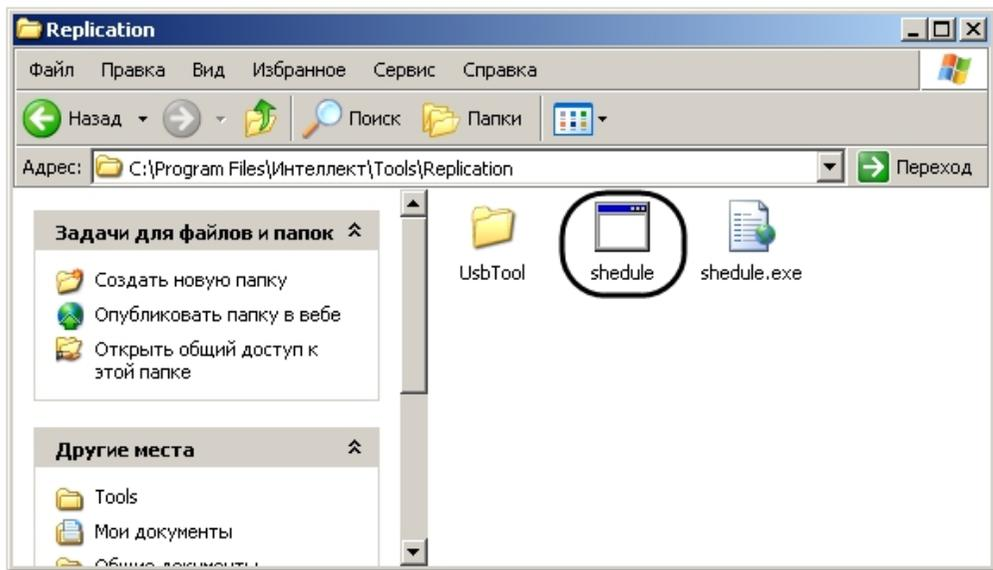 Replication
Файл Правка Вид Избранное Сервис Справка
Назад Поиск Папки
Адрес: C:\Program Files\Интеллект\Tools\Replication Переход
Задачи для файлов и папок
Создать новую папку
Опубликовать папку в вебе
Открыть общий доступ к
этой папке
Другие места
Tools
Мои документы
Общие документы
UsbTool shedule shedule.exe